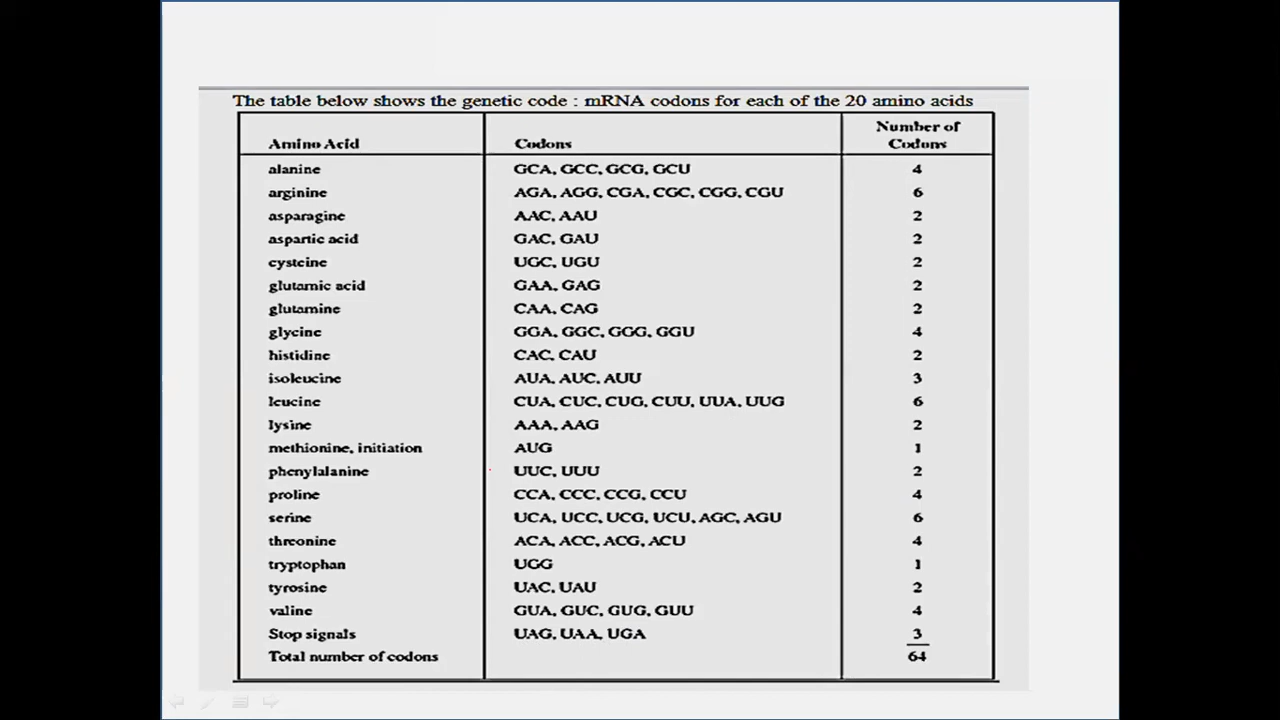 The table below shows the genetic code : mRNA codons for each of the 20 amino acids
Amino Acid Codons Number of Codons
alanine GCA, GCC, GCG, GCU 4
arginine AGA, AGG, CGA, CGC, CGG, CGU 6
asparagine AAC, AAU 2
aspartic acid GAC, GAU 2
cysteine UGC, UGU 2
glutamic acid GAA, GAG 2
glutamine CAA, CAG 2
glycine GGA, GGC, GGG, GGU 4
histidine CAC, CAU 2
isoleucine AUA, AUC, AUU 3
leucine CUA, CUC, CUG, CUU, UUA, UUG 6
lysine AAA, AAG 2
methionine, initiation AUG 1
phenylalanine UUC, UUU 2
proline CCA, CCC, CCG, CCU 4
serine UCA, UCC, UCG, UCU, AGC, AGU 6
threonine ACA, ACC, ACG, ACU 4
tryptophan UGG 1
tyrosine UAC, UAU 2
valine GUA, GUC, GUG, GUU 4
Stop signals UAG, UAA, UGA 3
Total number of codons 64